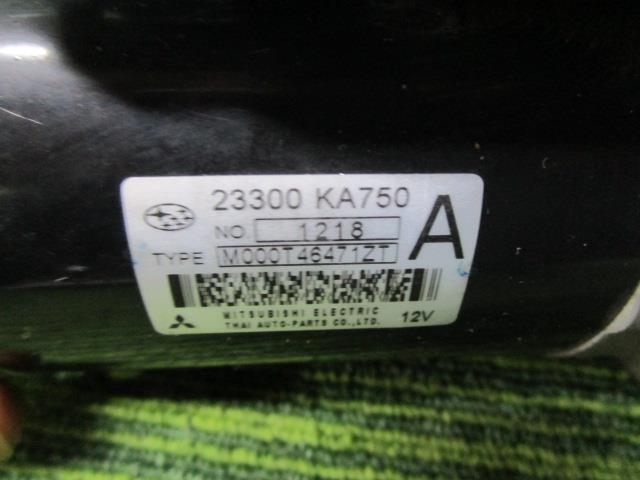 23300 KA750
NO. 1218
TYPE M000T46471ZT
A
MITSUBISHI ELECTRIC
THAI AUTO-PARTS CO.,LTD.
12V